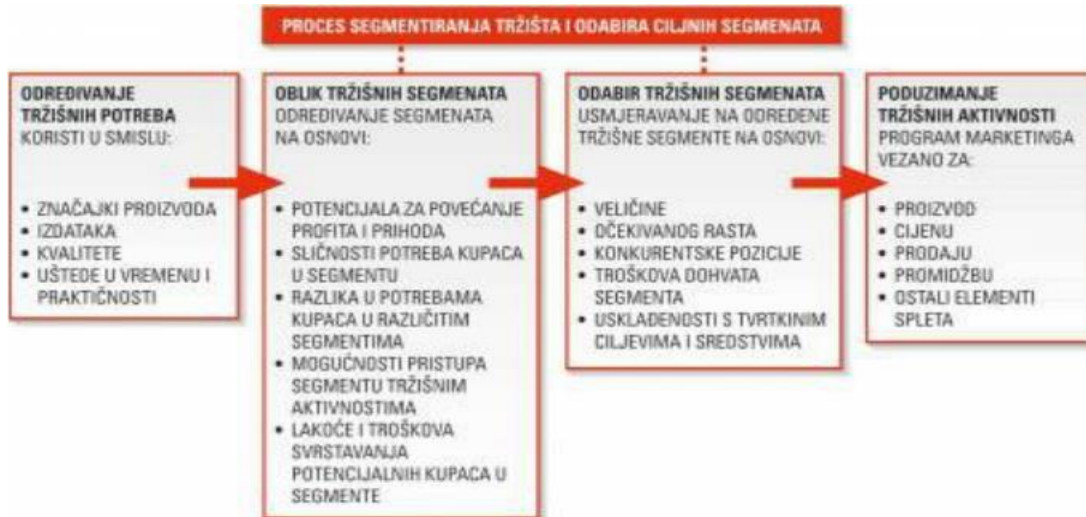 PROCES SEGMENTIRANJA TRŽIŠTA I ODABIRA CILJNIH SEGMENATA
ODREĐIVANJE
TRŽIŠNIH POTREBA
KORISTI U SMISLU:
• ZNAČAJKI PROIZVODA
• IZDATAKA
• KVALITETE
• UŠTEDE U VREMENU I
PRAKTIČNOSTI
OBLIK TRŽIŠNIH SEGMENATA
ODREĐIVANJE SEGMENATA
NA OSNOVI:
• POTENCIJALA ZA POVEĆANJE
PROFITA I PRIHODA
• SLIČNOSTI POTREBA KUPACA
U SEGMENTU
• RAZLIKA U POTREBAMA
KUPACA U RAZLIČITIM
SEGMENTIMA
• MOGUĆNOSTI PRISTUPA
SEGMENTU TRŽIŠNIM
AKTIVNOSTIMA
• LAKOĆE I TROŠKOVA
SVRSTAVANJA
POTENCIJALNIH KUPACA U
SEGMENTE
ODABIR TRŽIŠNIH SEGMENATA
USMJERAVANJE NA ODREĐENE
TRŽIŠNE SEGMENTE NA OSNOVI:
• VELIČINE
• OČEKIVANOG RASTA
• KONKURENTSKE POZICIJE
• TROŠKOVA DOHVATA
SEGMENTA
• USKLAĐENOSTI S TVRTKINIM
CILJEVIMA I SREDSTVIMA
PODUZIMANJE
TRŽIŠNIH AKTIVNOSTI
PROGRAM MARKETINGA
VEZANO ZA:
• PROIZVOD
• CIJENU
• PRODAJU
• PROMIDŽBU
• OSTALI ELEMENTI
SPLETA